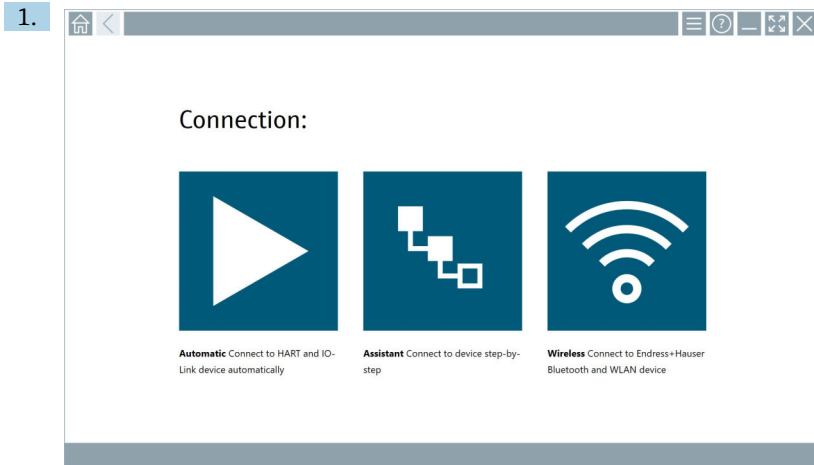 1.
Connection:
Automatic Connect to HART and IO-
Link device automatically
Assistant Connect to device step-by-
step
Wireless Connect to Endress+Hauser
Bluetooth and WLAN device